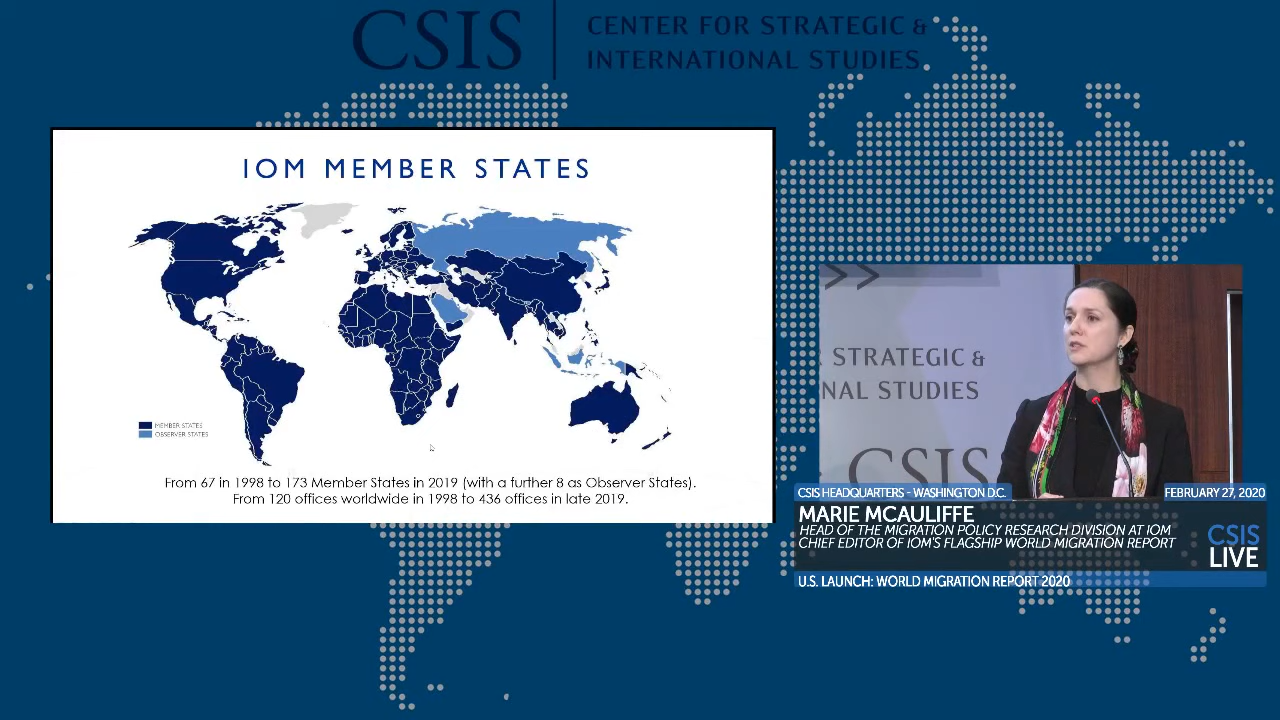 CSIS
CENTER FOR STRATEGIC &
INTERNATIONAL STUDIES
IOM MEMBER STATES
MEMBER STATES
OBSERVER STATES
From 67 in 1998 to 173 Member States in 2019 (with a further 8 as Observer States).
From 120 offices worldwide in 1998 to 436 offices in late 2019.
STRATEGIC &
NAL STUDIES
CSIS
CSIS HEADQUARTERS - WASHINGTON D.C.
FEBRUARY 27, 2020
MARIE MCAULIFFE
HEAD OF THE MIGRATION POLICY RESEARCH DIVISION AT IOM
CHIEF EDITOR OF IOM'S FLAGSHIP WORLD MIGRATION REPORT
CSIS
LIVE
U.S. LAUNCH: WORLD MIGRATION REPORT 2020